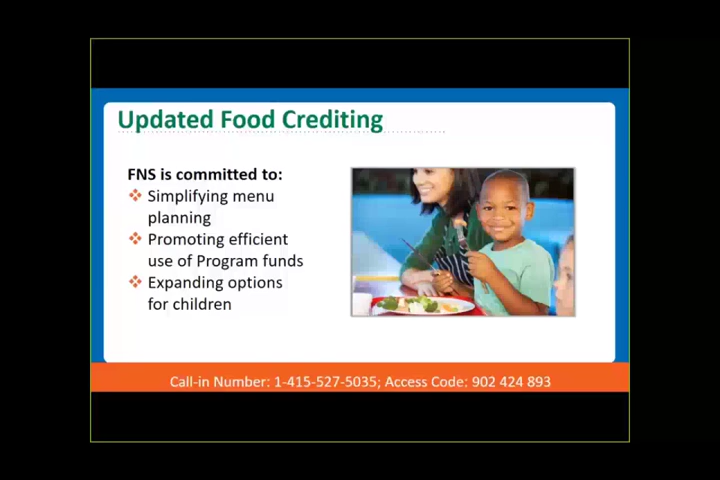 Updated Food Crediting
FNS is committed to:
❖ Simplifying menu
planning
❖ Promoting efficient
use of Program funds
❖ Expanding options
for children
Call-in Number: 1-415-527-5035; Access Code: 902 424 893